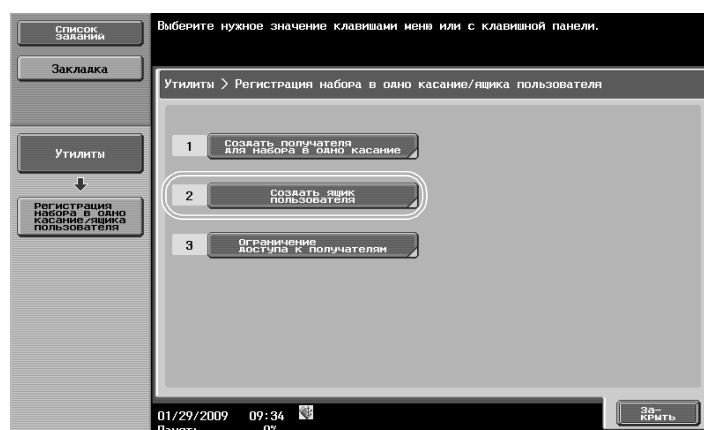 Список
заданий
Выберите нужное значение клавишами меню или с клавишной панели.
Закладка
Утилиты > Регистрация набора в одно касание/ящика пользователя
1 Создать получателя
для набора в одно касание
Утилиты
2 Создать ящик
пользователя
Регистрация
набора в одно
касание/ящика
пользователя
3 Ограничение
доступа к получателям
01/29/2009 09:34
Память 0%
За-
крыть